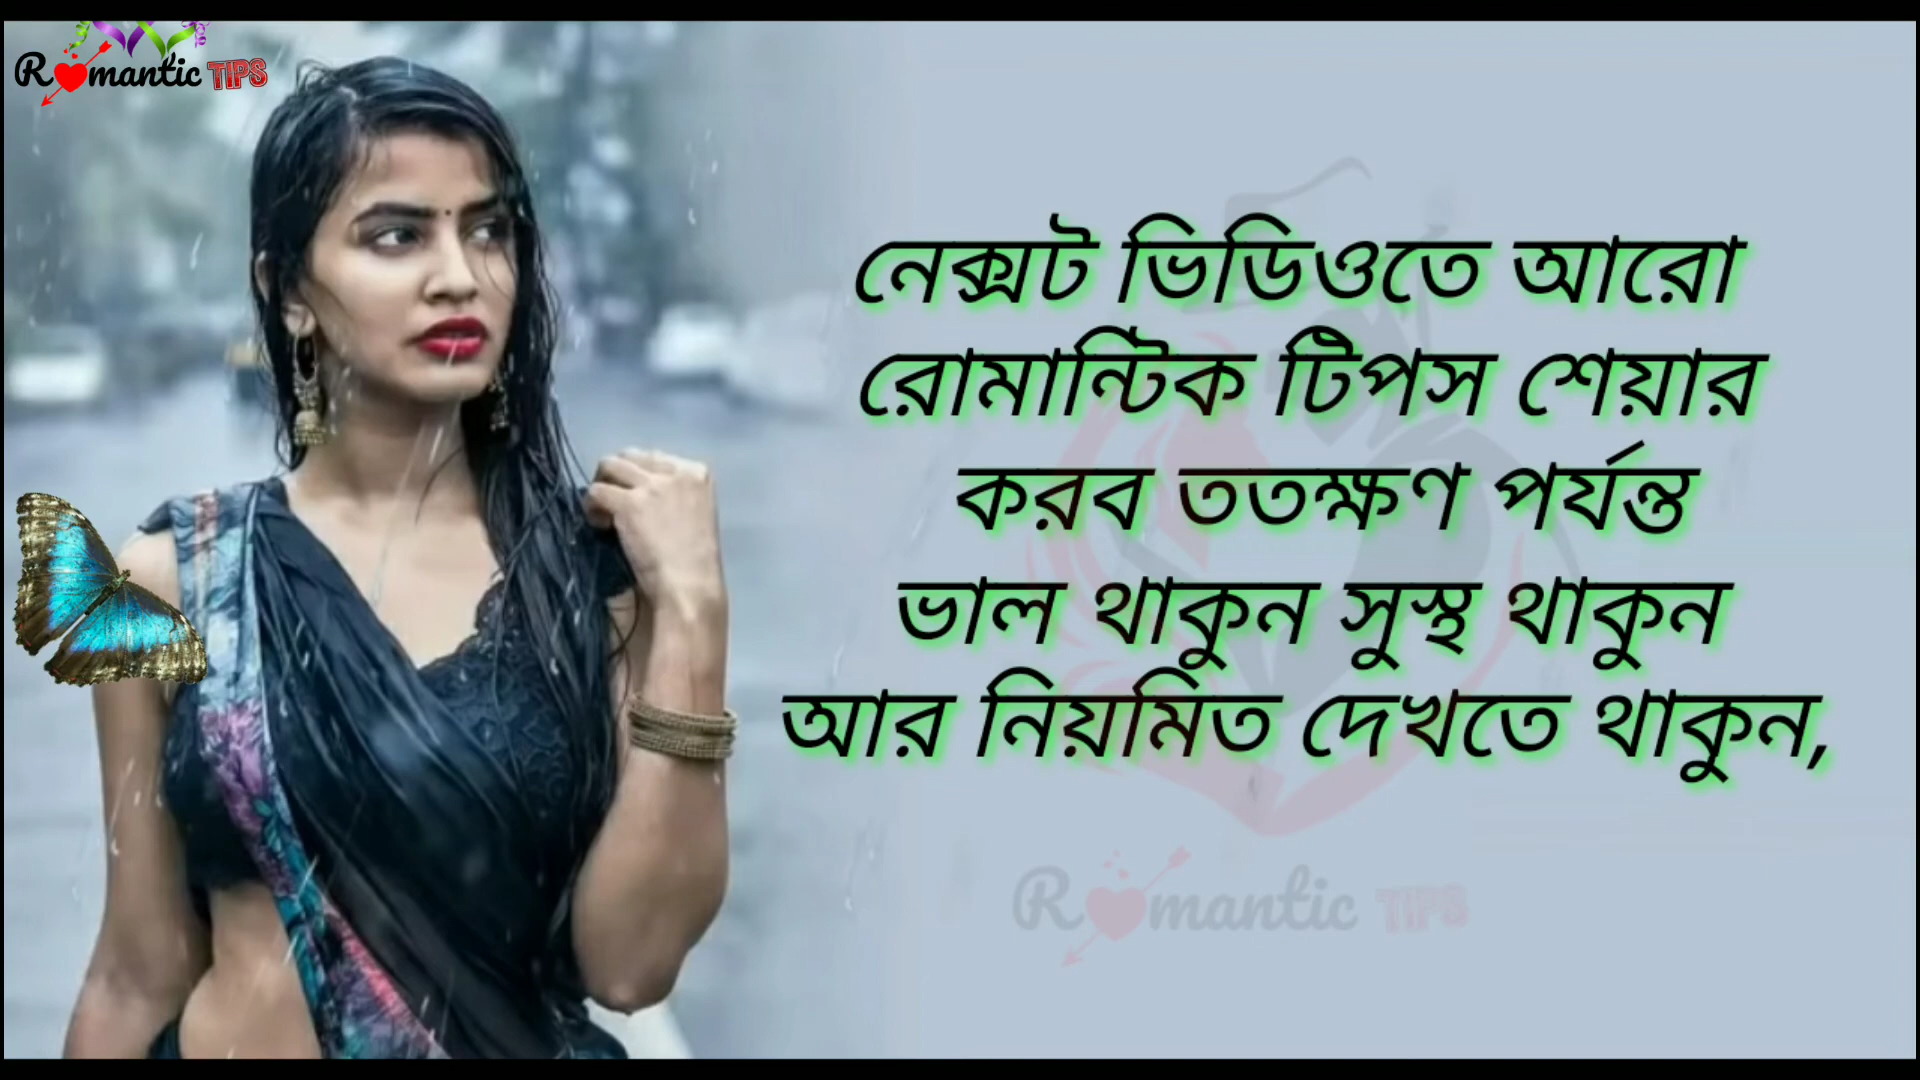 Romantic TIPS
নেক্সট ভিডিওতে আরো
রোমান্টিক টিপস শেয়ার
করব ততক্ষণ পর্যন্ত
ভাল থাকুন সুস্থ থাকুন
আর নিয়মিত দেখতে থাকুন,
Romantic TIPS